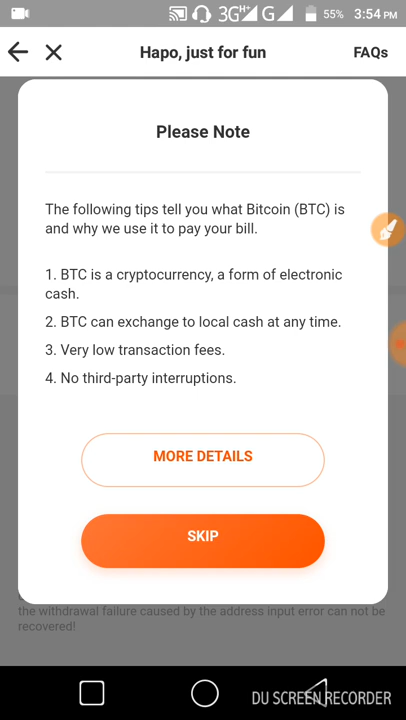 3G H+ G 55% 3:54 PM
Hapo, just for fun FAQs
Please Note
The following tips tell you what Bitcoin (BTC) is
and why we use it to pay your bill.
1. BTC is a cryptocurrency, a form of electronic
cash.
2. BTC can exchange to local cash at any time.
3. Very low transaction fees.
4. No third-party interruptions.
MORE DETAILS
SKIP
the withdrawal failure caused by the address input error can not be
recovered!
DU SCREEN RECORDER